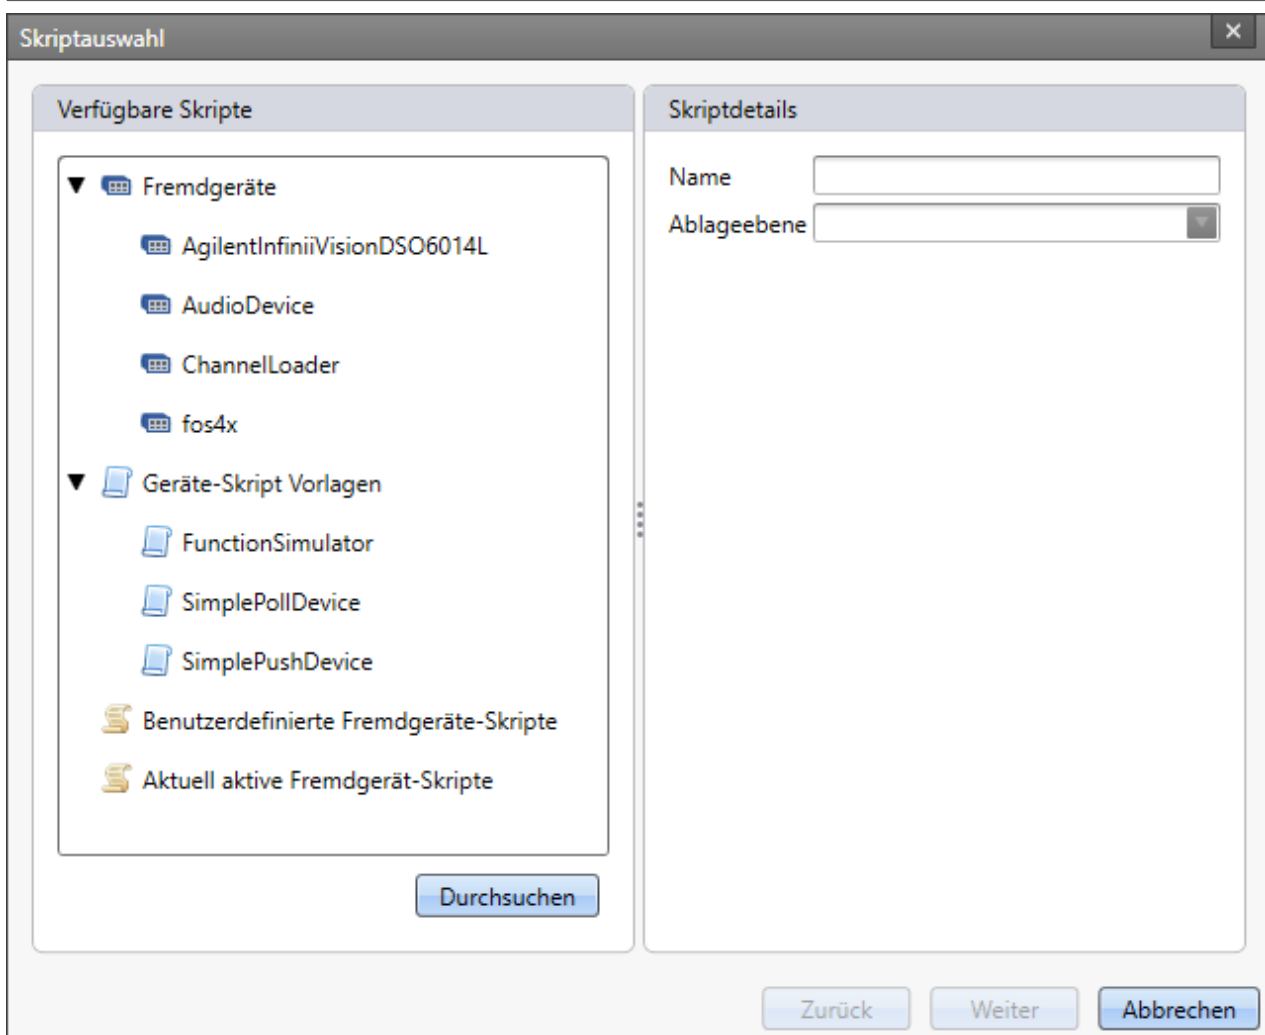 Skriptauswahl
Verfügbare Skripte
Fremdgeräte
AgilentInfiniiVisionDSO6014L
AudioDevice
ChannelLoader
fos4x
Geräte-Skript Vorlagen
FunctionSimulator
SimplePollDevice
SimplePushDevice
Benutzerdefinierte Fremdgeräte-Skripte
Aktuell aktive Fremdgerät-Skripte
Durchsuchen
Skriptdetails
Name
Ablageebene
Zurück
Weiter
Abbrechen